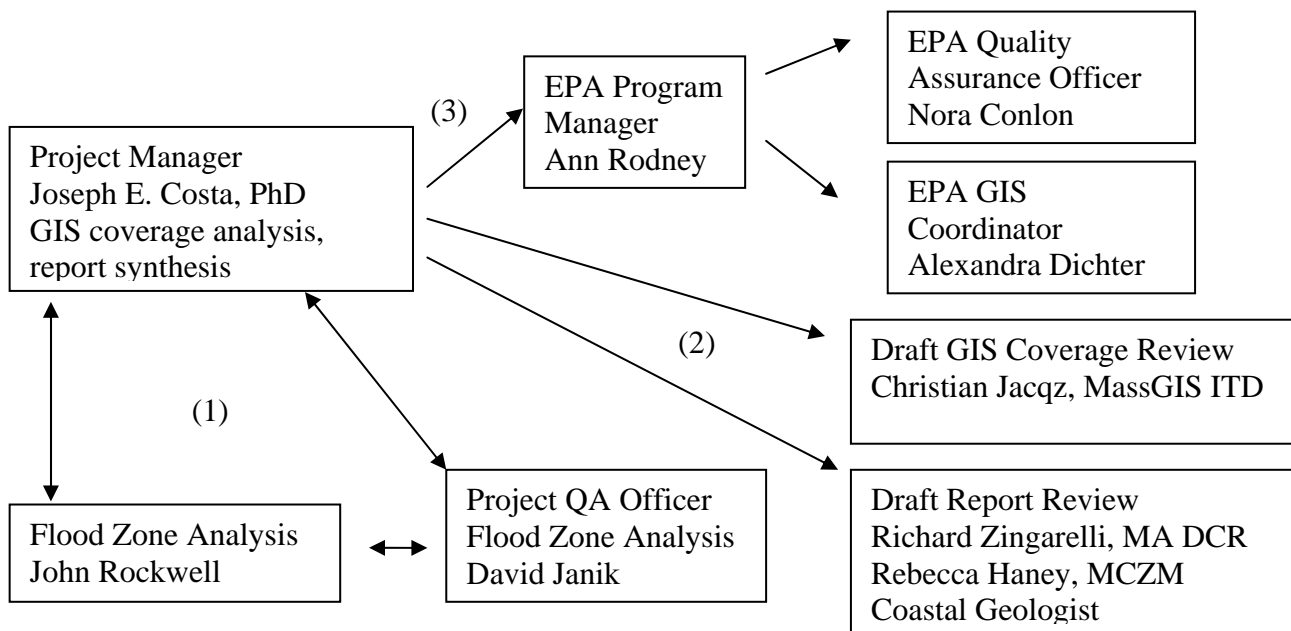 EPA Quality
Assurance Officer
Nora Conlon
EPA Program
Manager
Ann Rodney
(3)
Project Manager
Joseph E. Costa, PhD
GIS coverage analysis,
report synthesis
EPA GIS
Coordinator
Alexandra Dichter
(2)
Draft GIS Coverage Review
Christian Jacqz, MassGIS ITD
(1)
Flood Zone Analysis
John Rockwell
Project QA Officer
Flood Zone Analysis
David Janik
Draft Report Review
Richard Zingarelli, MA DCR
Rebecca Haney, MCZM
Coastal Geologist